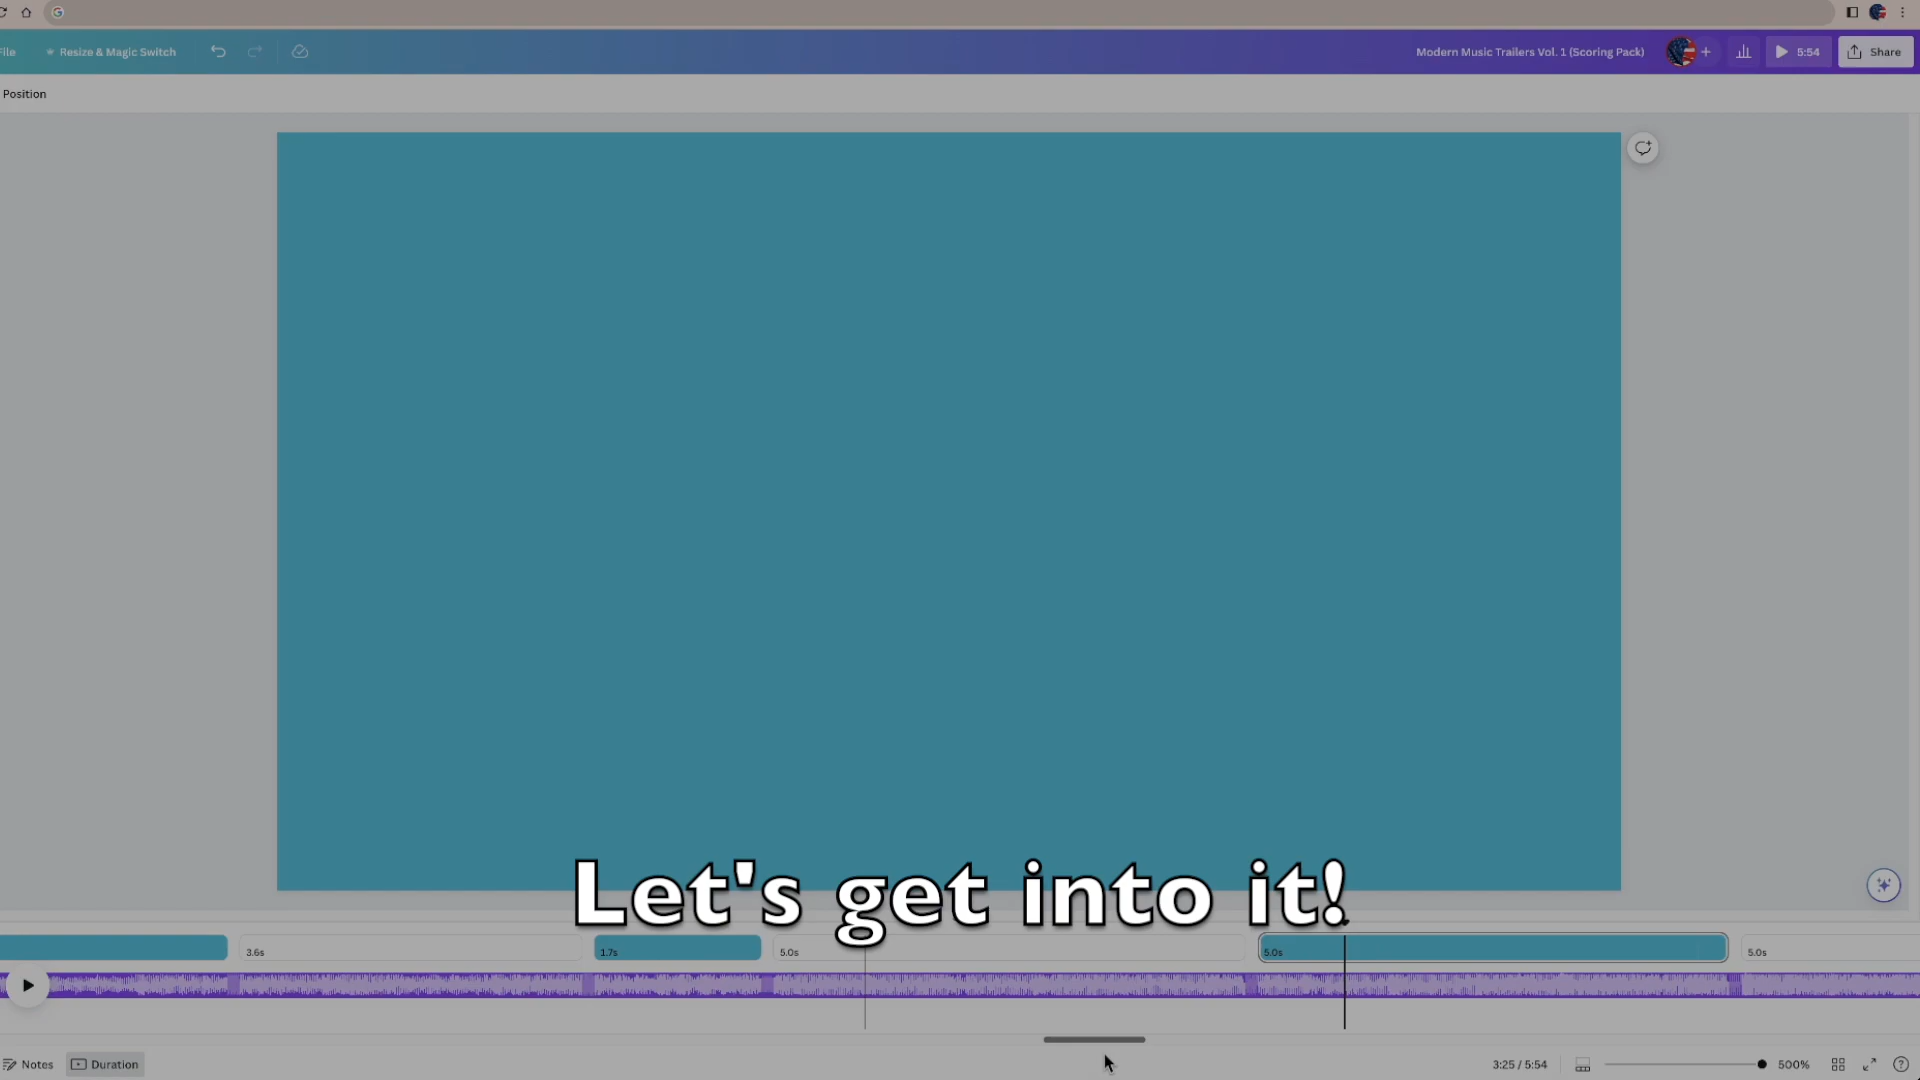 File
Resize & Magic Switch
Modern Music Trailers Vol. 1 (Scoring Pack)
5:54
Share
Position
Let's get into it!
3.6s
1.7s
5.0s
5.0s
5.0s
Notes
Duration
3:25 / 5:54
500%